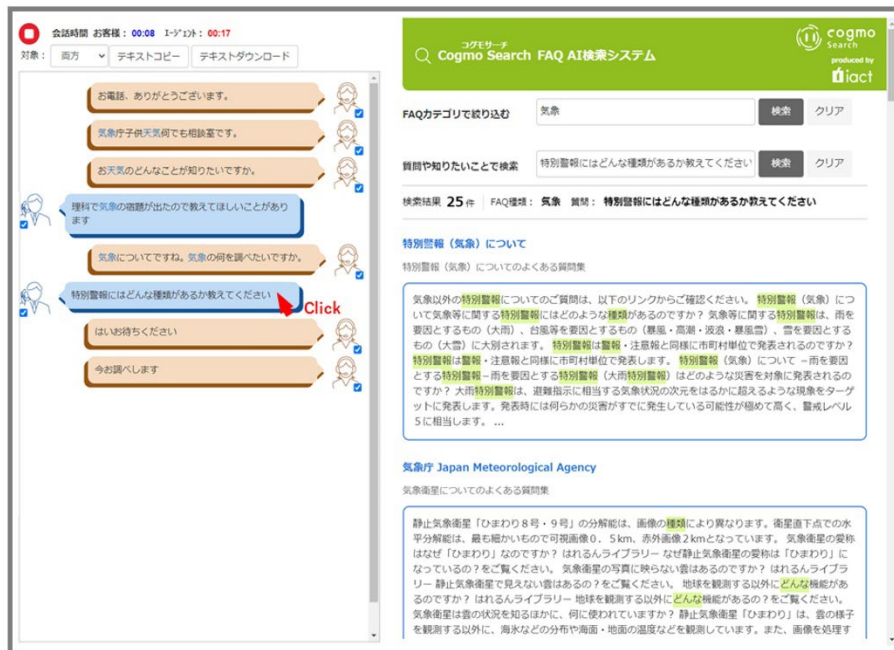 会話時間 お客様： 00:08 ｴｰｼﾞｪﾝﾄ： 00:17
対象： 両方 テキストコピー テキストダウンロード
お電話、ありがとうございます。
気象庁子供天気何でも相談室です。
お天気のどんなことが知りたいですか。
理科で気象の宿題が出たので教えてほしいことがあり
ます
気象についてですね。気象の何を調べたいですか。
特別警報にはどんな種類があるか教えてください
Click
はいお待ちください
今お調べします
コグモサーチ
Cogmo Search FAQ AI検索システム
cogmo
Search
produced by
iact
FAQカテゴリで絞り込む 気象 検索 クリア
質問や知りたいことで検索 特別警報にはどんな種類があるか教えてください 検索 クリア
検索結果 25 件 FAQ種類： 気象 質問： 特別警報にはどんな種類があるか教えてください
特別警報（気象）について
特別警報（気象）についてのよくある質問集
気象以外の特別警報についてのご質問は、以下のリンクからご確認ください。 特別警報（気象）につ
いて気象等に関する特別警報にはどのような種類があるのですか？ 気象等に関する特別警報は、雨を
要因とするもの（大雨）、台風等を要因とするもの（暴風・高潮・波浪・暴風雪）、雪を要因とする
もの（大雪）に大別されます。 特別警報は警報・注意報と同様に市町村単位で発表されるのですか？
特別警報は警報・注意報と同様に市町村単位で発表します。 特別警報（気象）について －雨を要因
とする特別警報－雨を要因とする特別警報（大雨特別警報）はどのような災害を対象に発表されるの
ですか？ 大雨特別警報は、避難指示に相当する気象状況の次元をはるかに超えるような現象をターゲ
ットに発表します。発表時には何らかの災害がすでに発生している可能性が極めて高く、警戒レベル
５に相当します。 ...
気象庁 Japan Meteorological Agency
気象衛星についてのよくある質問集
静止気象衛星「ひまわり８号・９号」の分解能は、画像の種類により異なります。衛星直下点での水
平分解能は、最も細かいもので可視画像０．５km、赤外画像２kmとなっています。 気象衛星の愛称
はなぜ「ひまわり」なのですか？ はれるんライブラリー なぜ静止気象衛星の愛称は「ひまわり」に
なっているの？をご覧ください。 気象衛星の写真に映らない雲はあるのですか？ はれるんライブラ
リー 静止気象衛星で見えない雲はあるの？をご覧ください。 地球を観測する以外にどんな機能があ
るのですか？ はれるんライブラリー 地球を観測する以外にどんな機能があるの？をご覧ください。
気象衛星は雲の状況を知るほかに、何に使われていますか？ 静止気象衛星「ひまわり」は、雲の様子
を観測する以外に、海氷などの分布や海面・地面の温度などを観測しています。また、画像を処理す